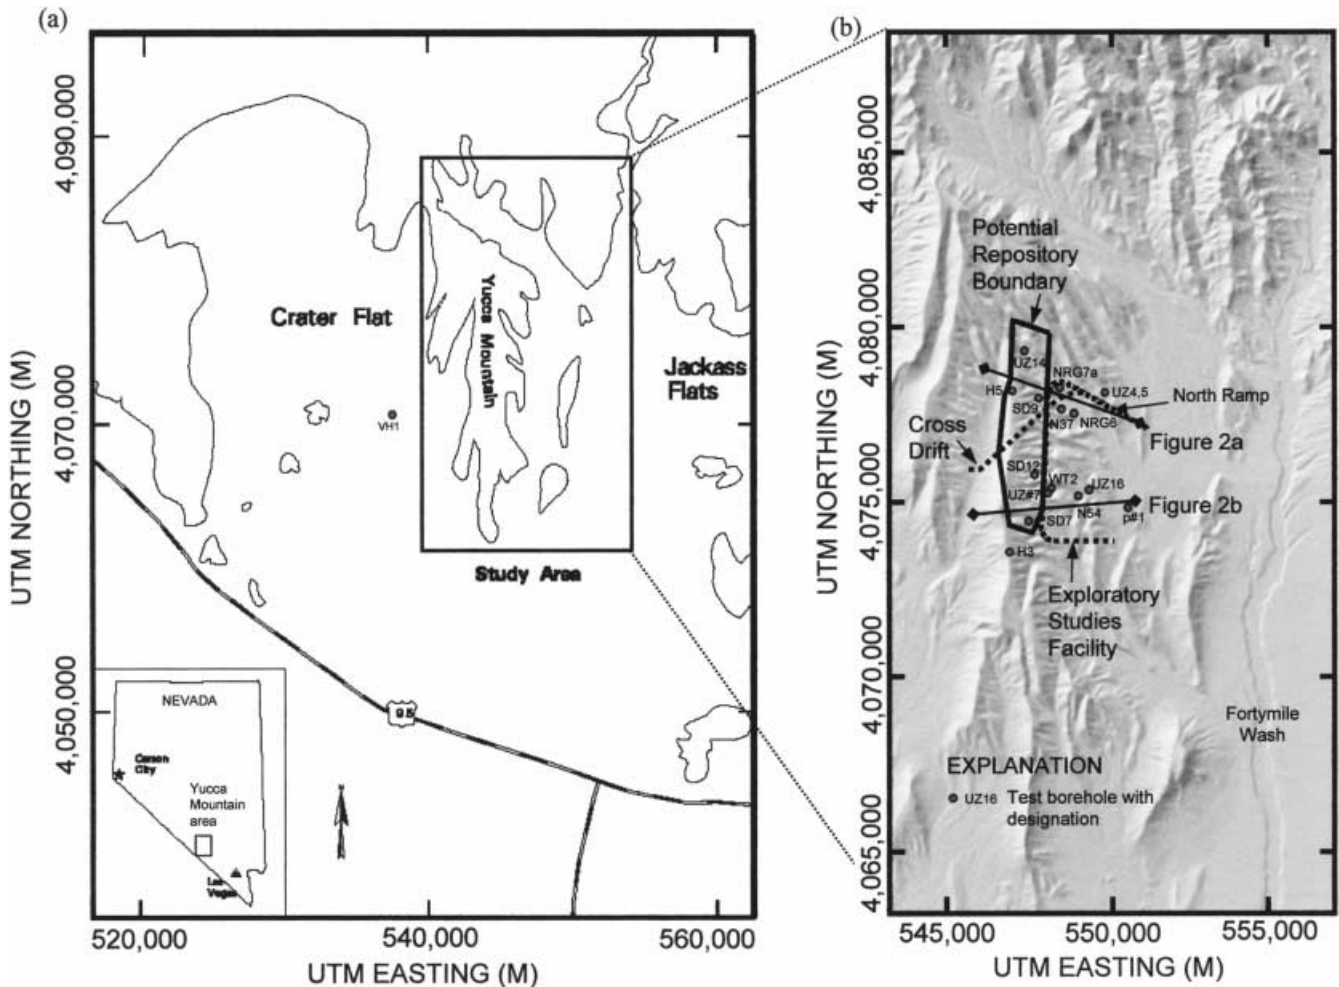 (a)
4,090,000
4,070,000
4,050,000
UTM NORTHING (M)
Crater Flat
VH1
Yucca Mountain
Jackass
Flats
Study Area
95
NEVADA
Carson
City
Yucca
Mountain
area
Las
Vegas
520,000
540,000
560,000
UTM EASTING (M)
(b)
4,085,000
4,080,000
4,075,000
4,070,000
4,065,000
UTM NORTHING (M)
Potential
Repository
Boundary
UZ14
NRG7a
H5
UZ4,5
SD9
North Ramp
N37
NRG6
Cross
Drift
Figure 2a
SD12
WT2
UZ16
UZ#7
Figure 2b
N54
p#1
SD7
H3
Exploratory
Studies
Facility
Fortymile
Wash
EXPLANATION
UZ16 Test borehole with
designation
545,000
550,000
555,000
UTM EASTING (M)